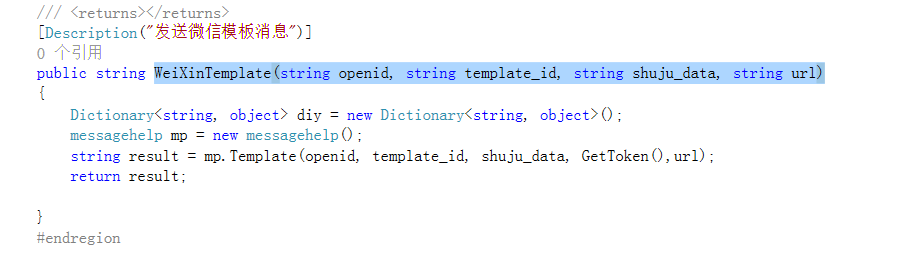 /// <returns></returns>
[Description("发送微信模板消息")]
0 个引用
public string WeiXinTemplate(string openid, string template_id, string shuju_data, string url)
{
Dictionary<string, object> diy = new Dictionary<string, object>();
messagehelp mp = new messagehelp();
string result = mp.Template(openid, template_id, shuju_data, GetToken(),url);
return result;
}
#endregion